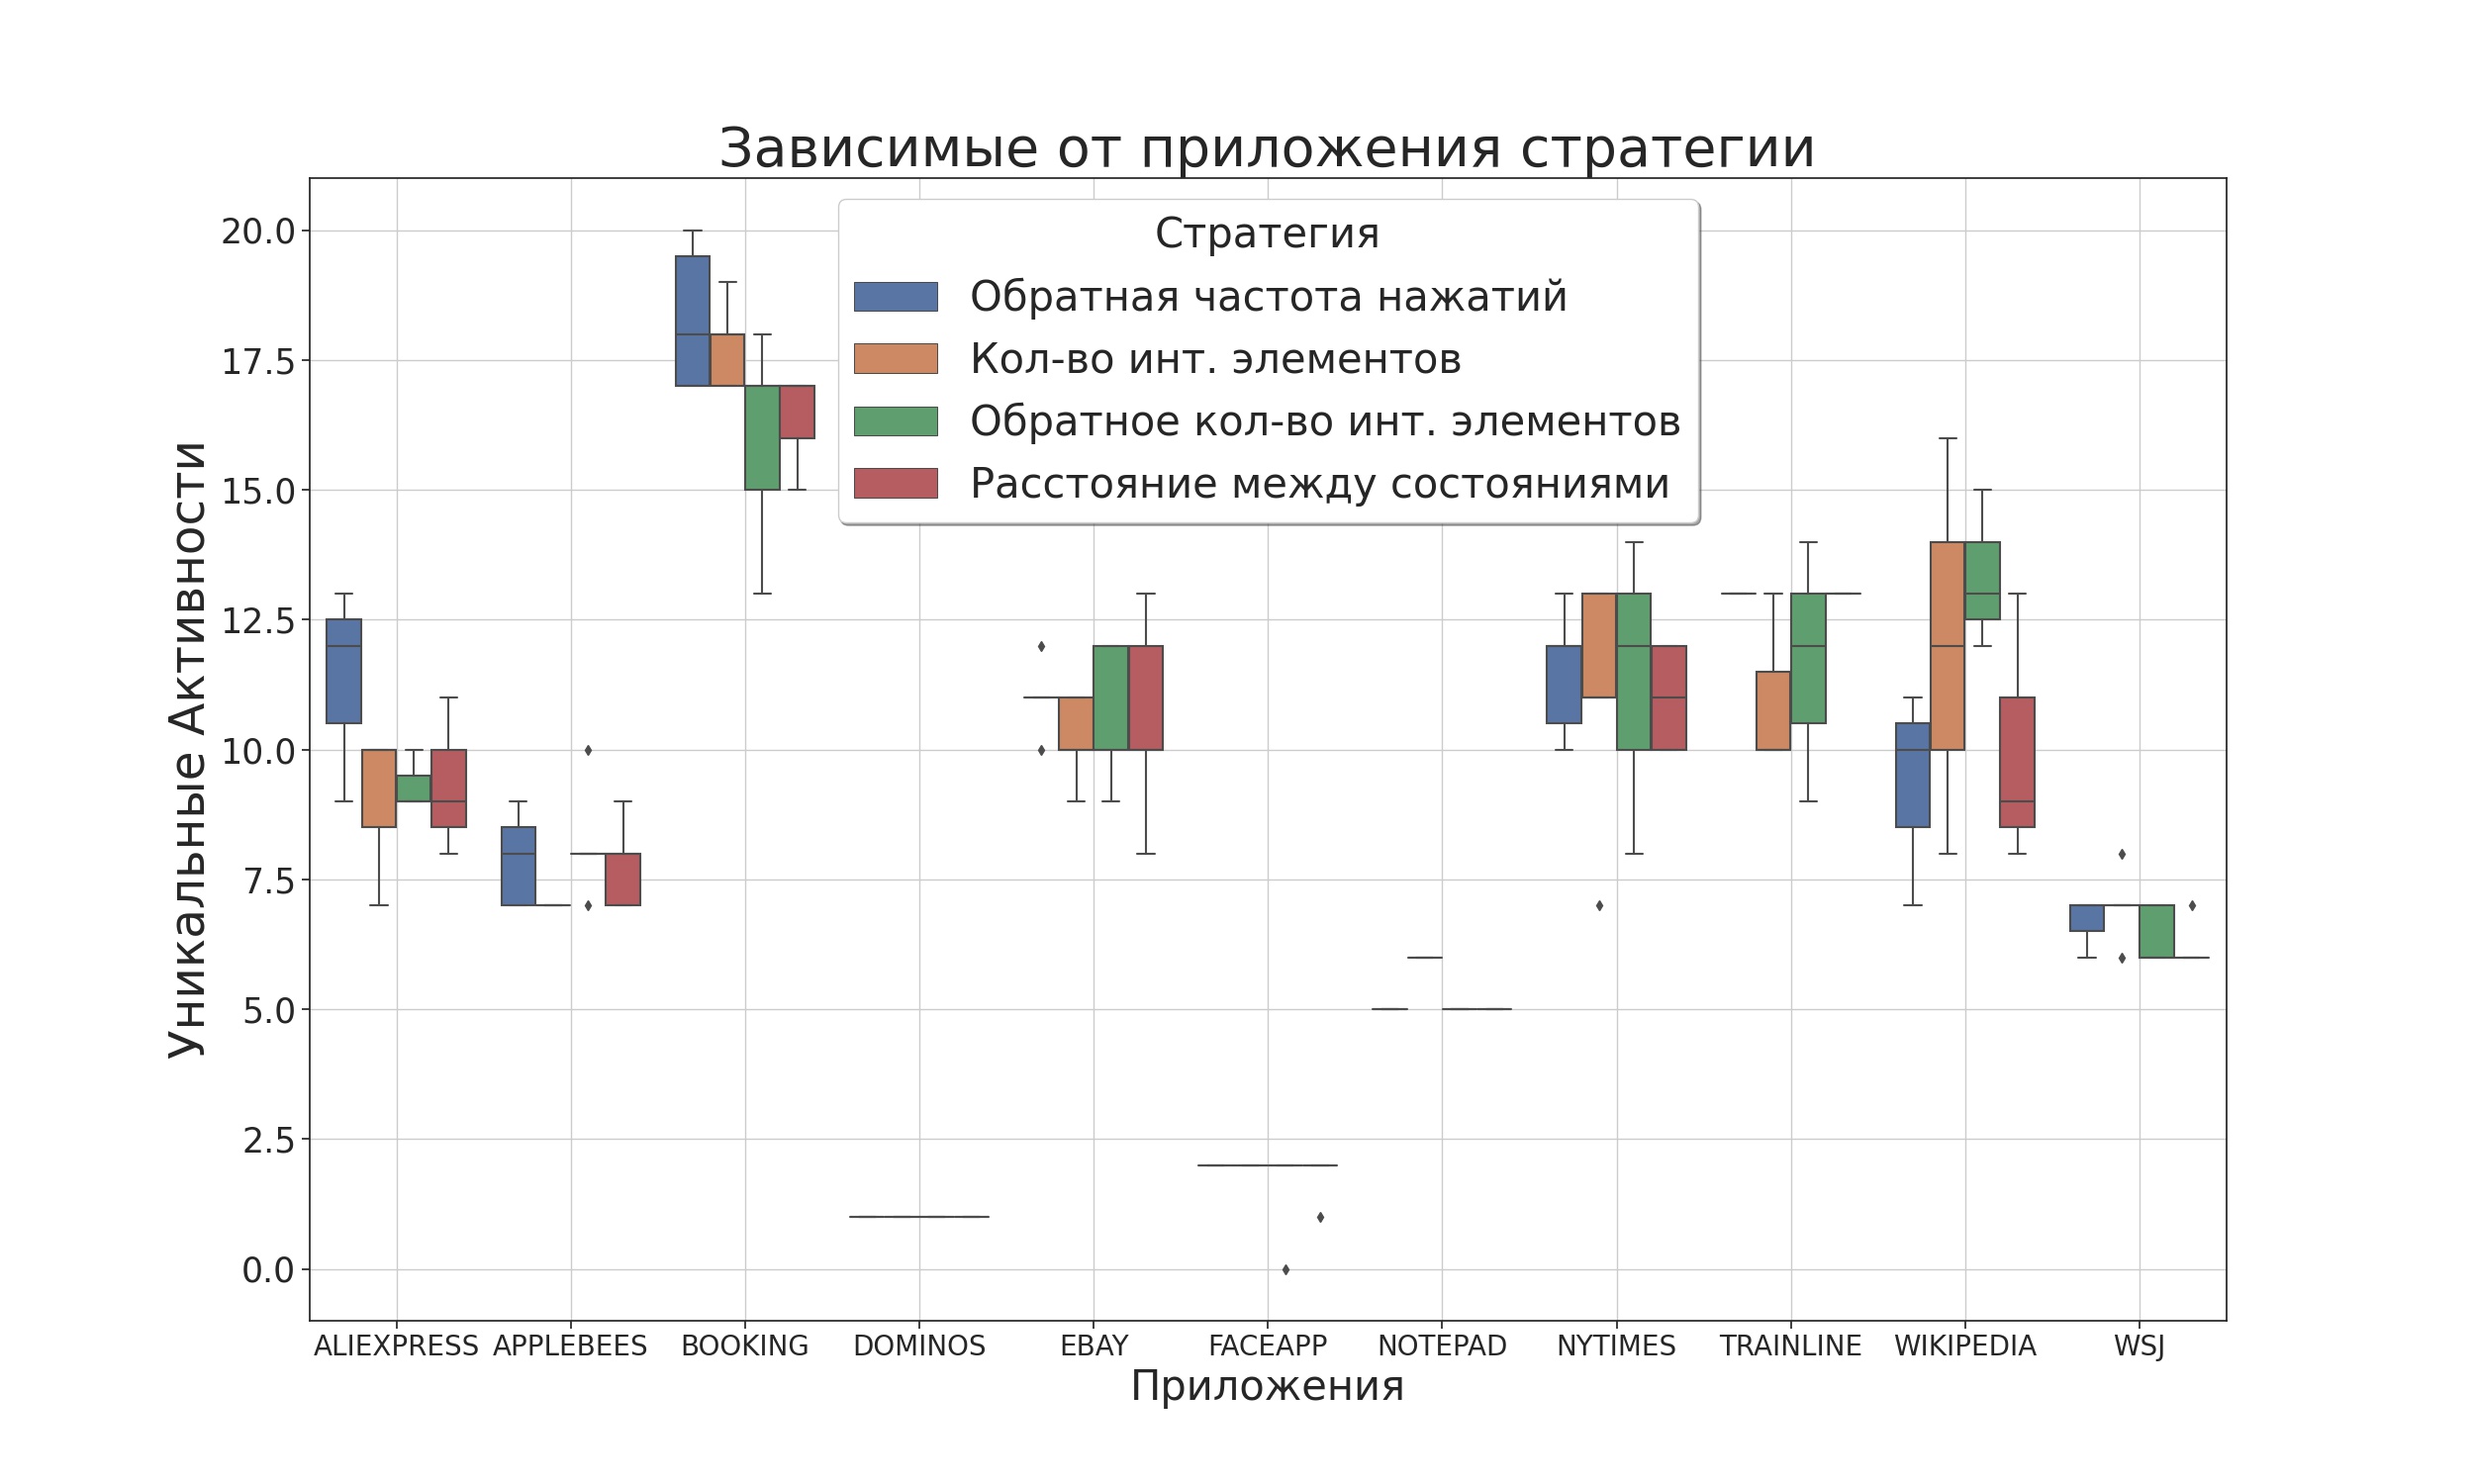 Зависимые от приложения стратегии
Стратегия
Обратная частота нажатий
Кол-во инт. элементов
Обратное кол-во инт. элементов
Расстояние между состояниями
Уникальные Активности
20.0
17.5
15.0
12.5
10.0
7.5
5.0
2.5
0.0
ALIEXPRESS APPLEBEES BOOKING DOMINOS EBAY FACEAPP NOTEPAD NYTIMES TRAINLINE WIKIPEDIA WSJ
Приложения